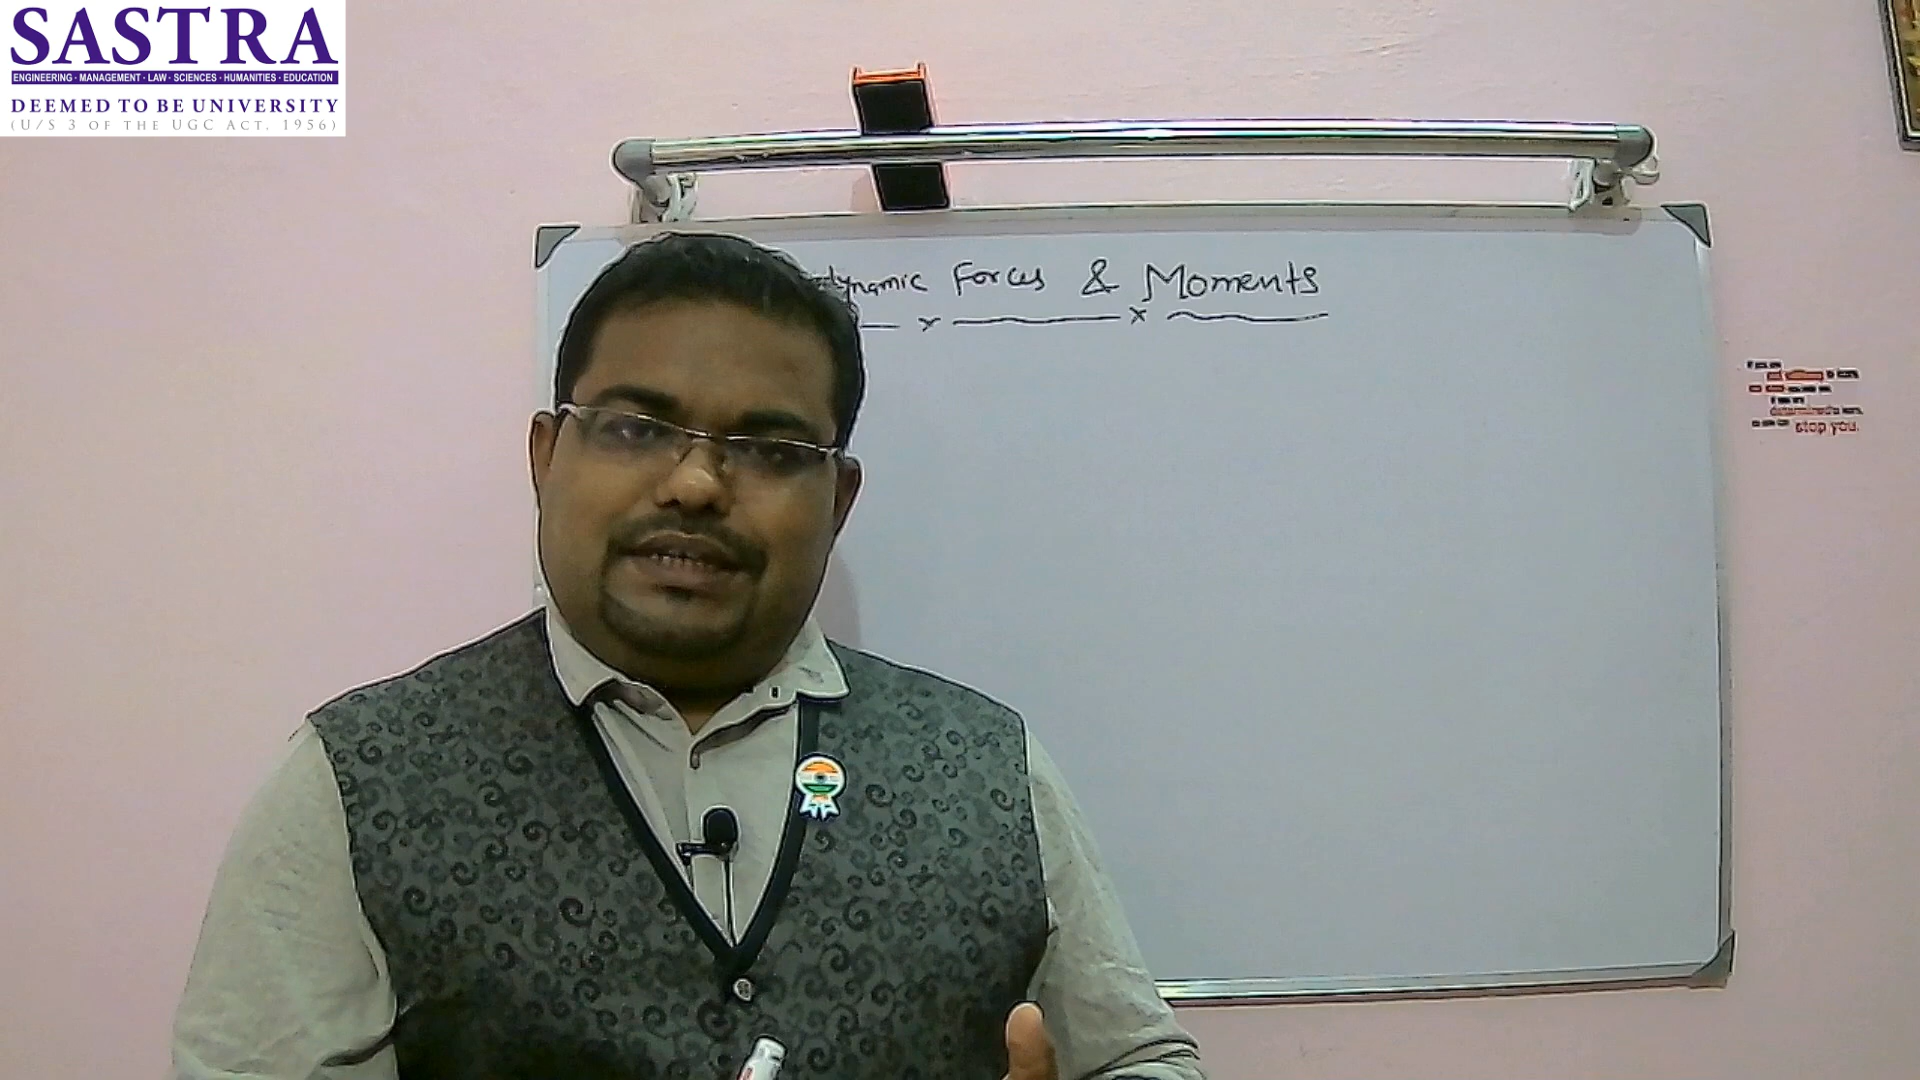 SASTRA
ENGINEERING · MANAGEMENT · LAW · SCIENCES · HUMANITIES · EDUCATION
DEEMED TO BE UNIVERSITY
(U/S 3 OF THE UGC ACT, 1956)
dynamic Forces & Moments
stop you.